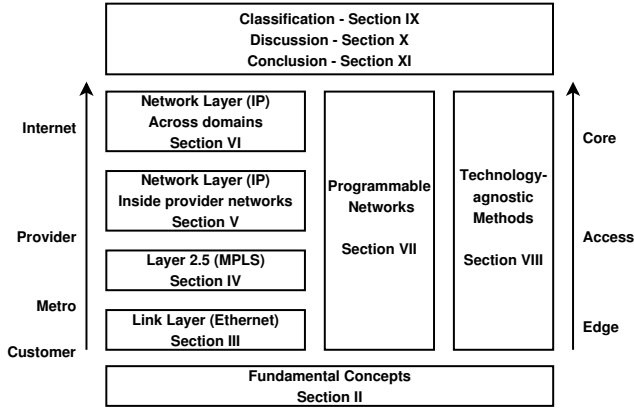 Classification - Section IX
Discussion - Section X
Conclusion - Section XI
Internet
Provider
Metro
Customer
Network Layer (IP)
Across domains
Section VI
Network Layer (IP)
Inside provider networks
Section V
Layer 2.5 (MPLS)
Section IV
Link Layer (Ethernet)
Section III
Programmable
Networks
Section VII
Technology-
agnostic
Methods
Section VIII
Core
Access
Edge
Fundamental Concepts
Section II